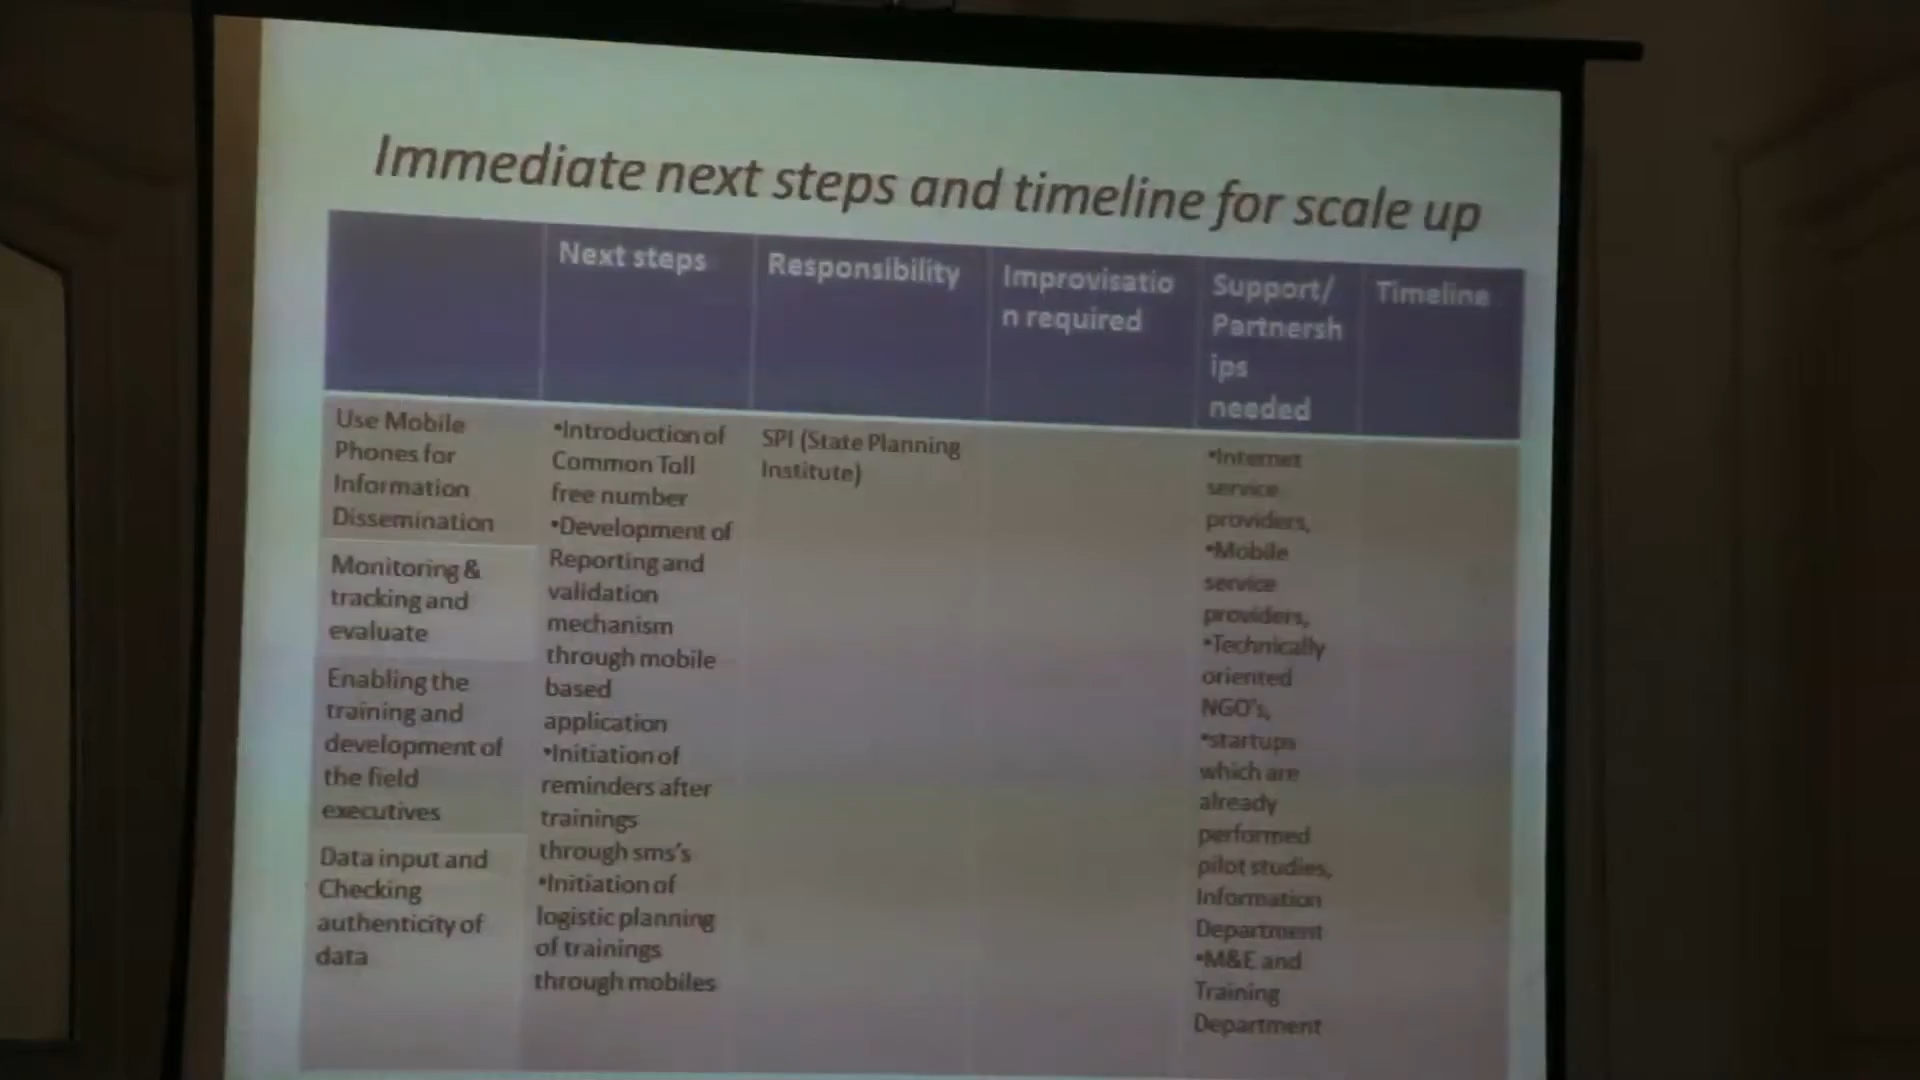 Immediate next steps and timeline for scale up
Next steps
Responsibility
Improvisatio
n required
Support/
Partnersh
ips
needed
Timeline
Use Mobile
Phones for
Information
Dissemination
Monitoring &
tracking and
evaluate
Enabling the
training and
development of
the field
executives
Data input and
Checking
authenticity of
data
•Introduction of
Common Toll
free number
•Development of
Reporting and
validation
mechanism
through mobile
based
application
•Initiation of
reminders after
trainings
through sms's
•Initiation of
logistic planning
of trainings
through mobiles
SPI (State Planning
Institute)
•Internet
service
providers,
•Mobile
service
providers,
•Technically
oriented
NGO's,
•startups
which are
already
performed
pilot studies,
Information
Department
•M&E and
Training
Department